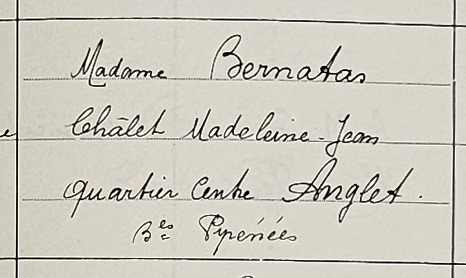 Madame Bernatas
Châlet Madeleine-Jean
quartier Centre Anglet.
Bses Pyrénées